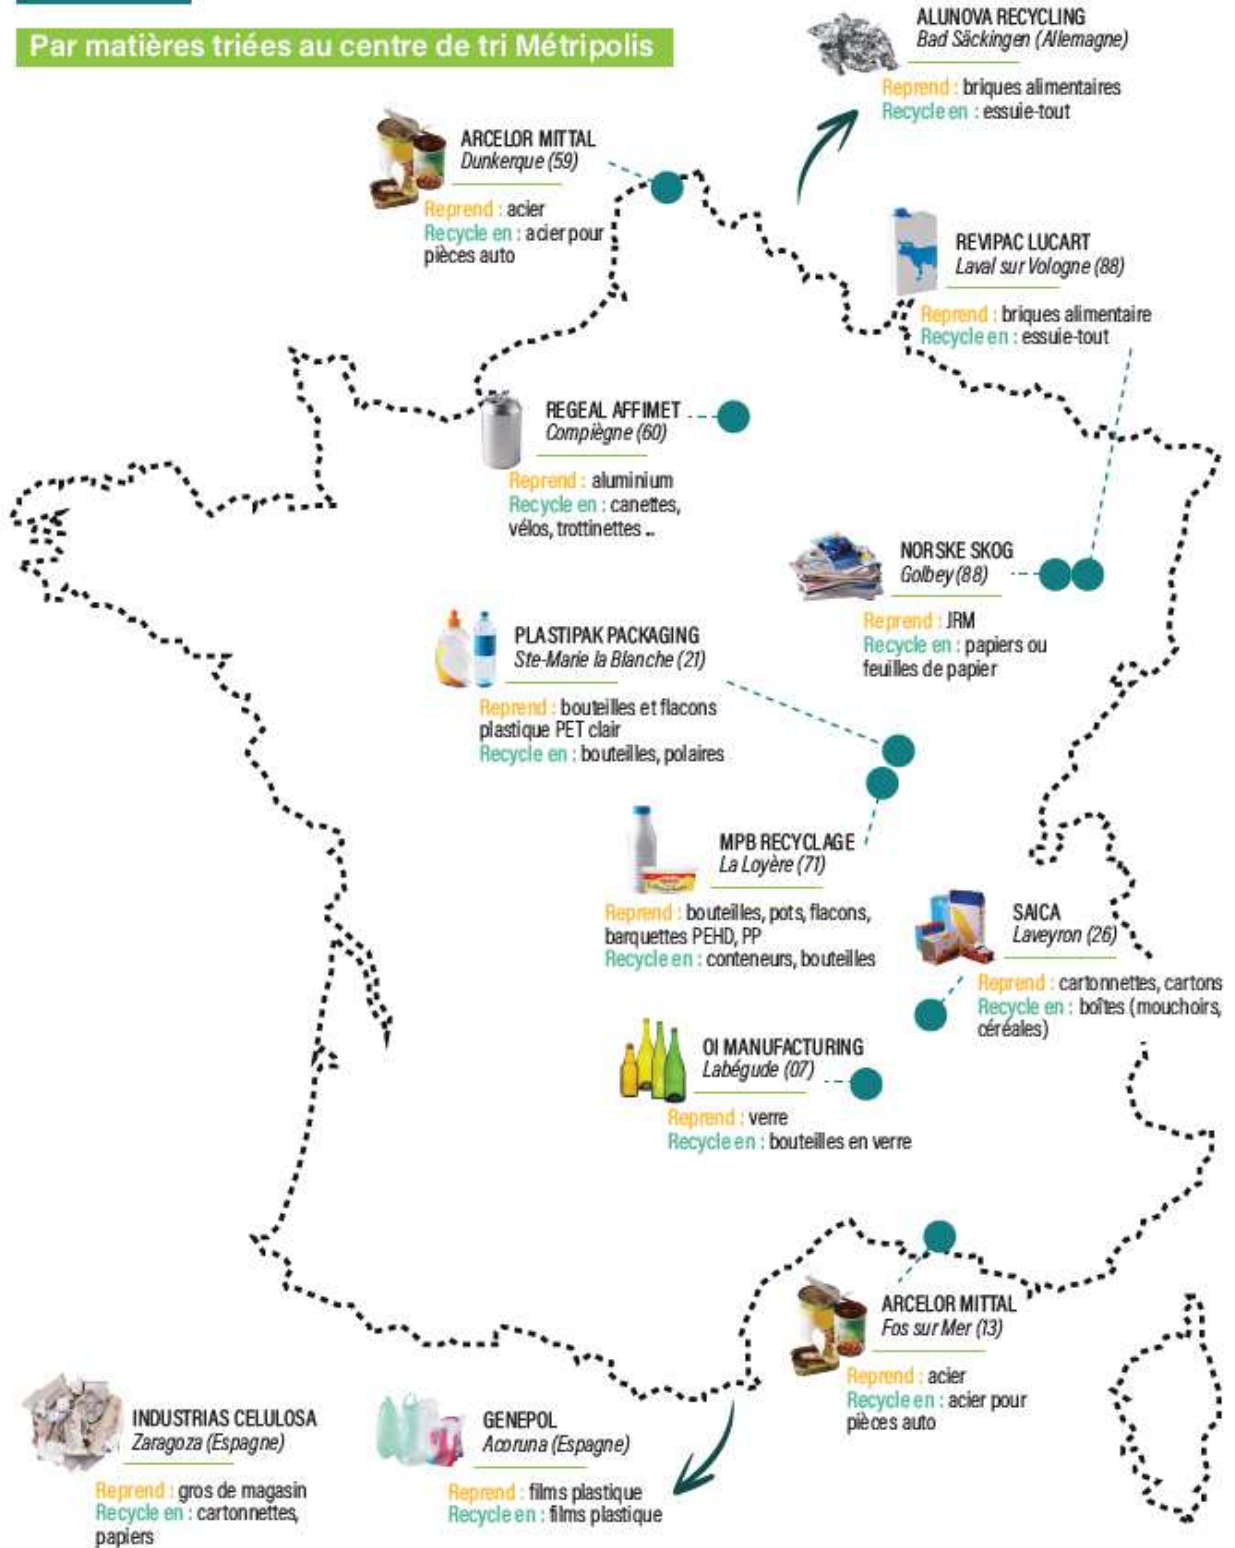 Par matières triées au centre de tri Métripolis
ALUNOVA RECYCLING
Bad Säckingen (Allemagne)
Reprend : briques alimentaires
Recycle en : essuie-tout
ARCELOR MITTAL
Dunkerque (59)
Reprend : acier
Recycle en : acier pour
pièces auto
REVIPAC LUCART
Laval sur Vologne (88)
Reprend : briques alimentaire
Recycle en : essuie-tout
REGEAL AFFIMET
Compiègne (60)
Reprend : aluminium
Recycle en : canettes,
vélos, trottinettes ...
NORSKE SKOG
Golbey (88)
Reprend : JRM
Recycle en : papiers ou
feuilles de papier
PLASTIPAK PACKAGING
Ste-Marie la Blanche (21)
Reprend : bouteilles et flacons
plastique PET clair
Recycle en : bouteilles, polaires
MPB RECYCLAGE
La Loyère (71)
Reprend : bouteilles, pots, flacons,
barquettes PEHD, PP
Recycle en : conteneurs, bouteilles
SAICA
Laveyron (26)
Reprend : cartonnettes, cartons
Recycle en : boîtes (mouchoirs,
céréales)
OI MANUFACTURING
Labégude (07)
Reprend : verre
Recycle en : bouteilles en verre
ARCELOR MITTAL
Fos sur Mer (13)
Reprend : acier
Recycle en : acier pour
pièces auto
INDUSTRIAS CELULOSA
Zaragoza (Espagne)
Reprend : gros de magasin
Recycle en : cartonnettes,
papiers
GENEPOL
Acoruna (Espagne)
Reprend : films plastique
Recycle en : films plastique